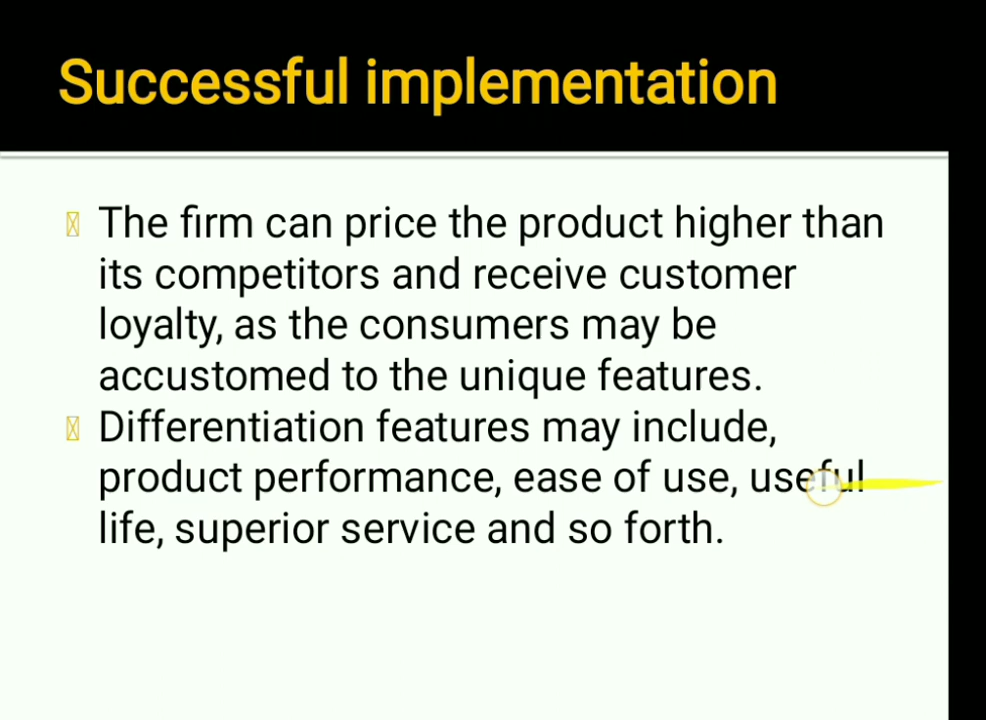 Successful implementation
The firm can price the product higher than
its competitors and receive customer
loyalty, as the consumers may be
accustomed to the unique features.
Differentiation features may include,
product performance, ease of use, useful
life, superior service and so forth.